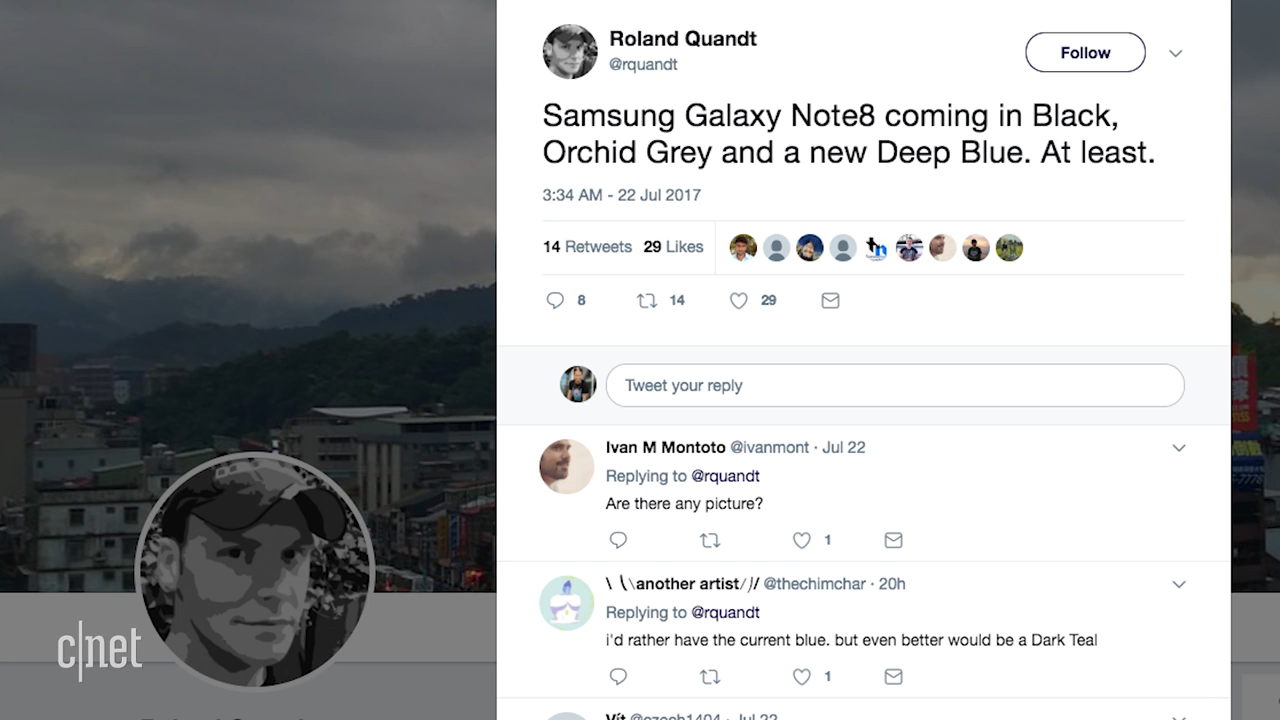 Roland Quandt
@rquandt
Follow
Samsung Galaxy Note8 coming in Black,
Orchid Grey and a new Deep Blue. At least.
3:34 AM - 22 Jul 2017
14 Retweets 29 Likes
8 14 29
Tweet your reply
Ivan M Montoto @ivanmont · Jul 22
Replying to @rquandt
Are there any picture?
1
\ \\another artist/// @thechimchar · 20h
Replying to @rquandt
i'd rather have the current blue. but even better would be a Dark Teal
1
Vít @czech1404 · Jul 22
c|net